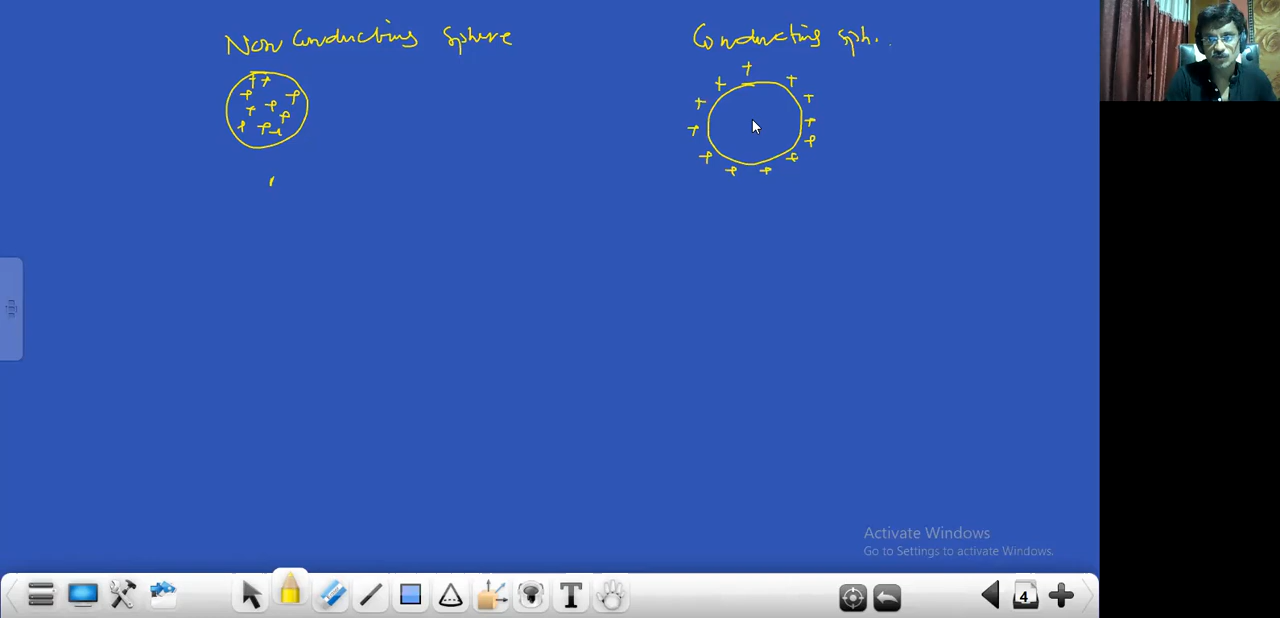 Non Conducting Sphere
Conducting Sph.
Activate Windows
Go to Settings to activate Windows.
T
4